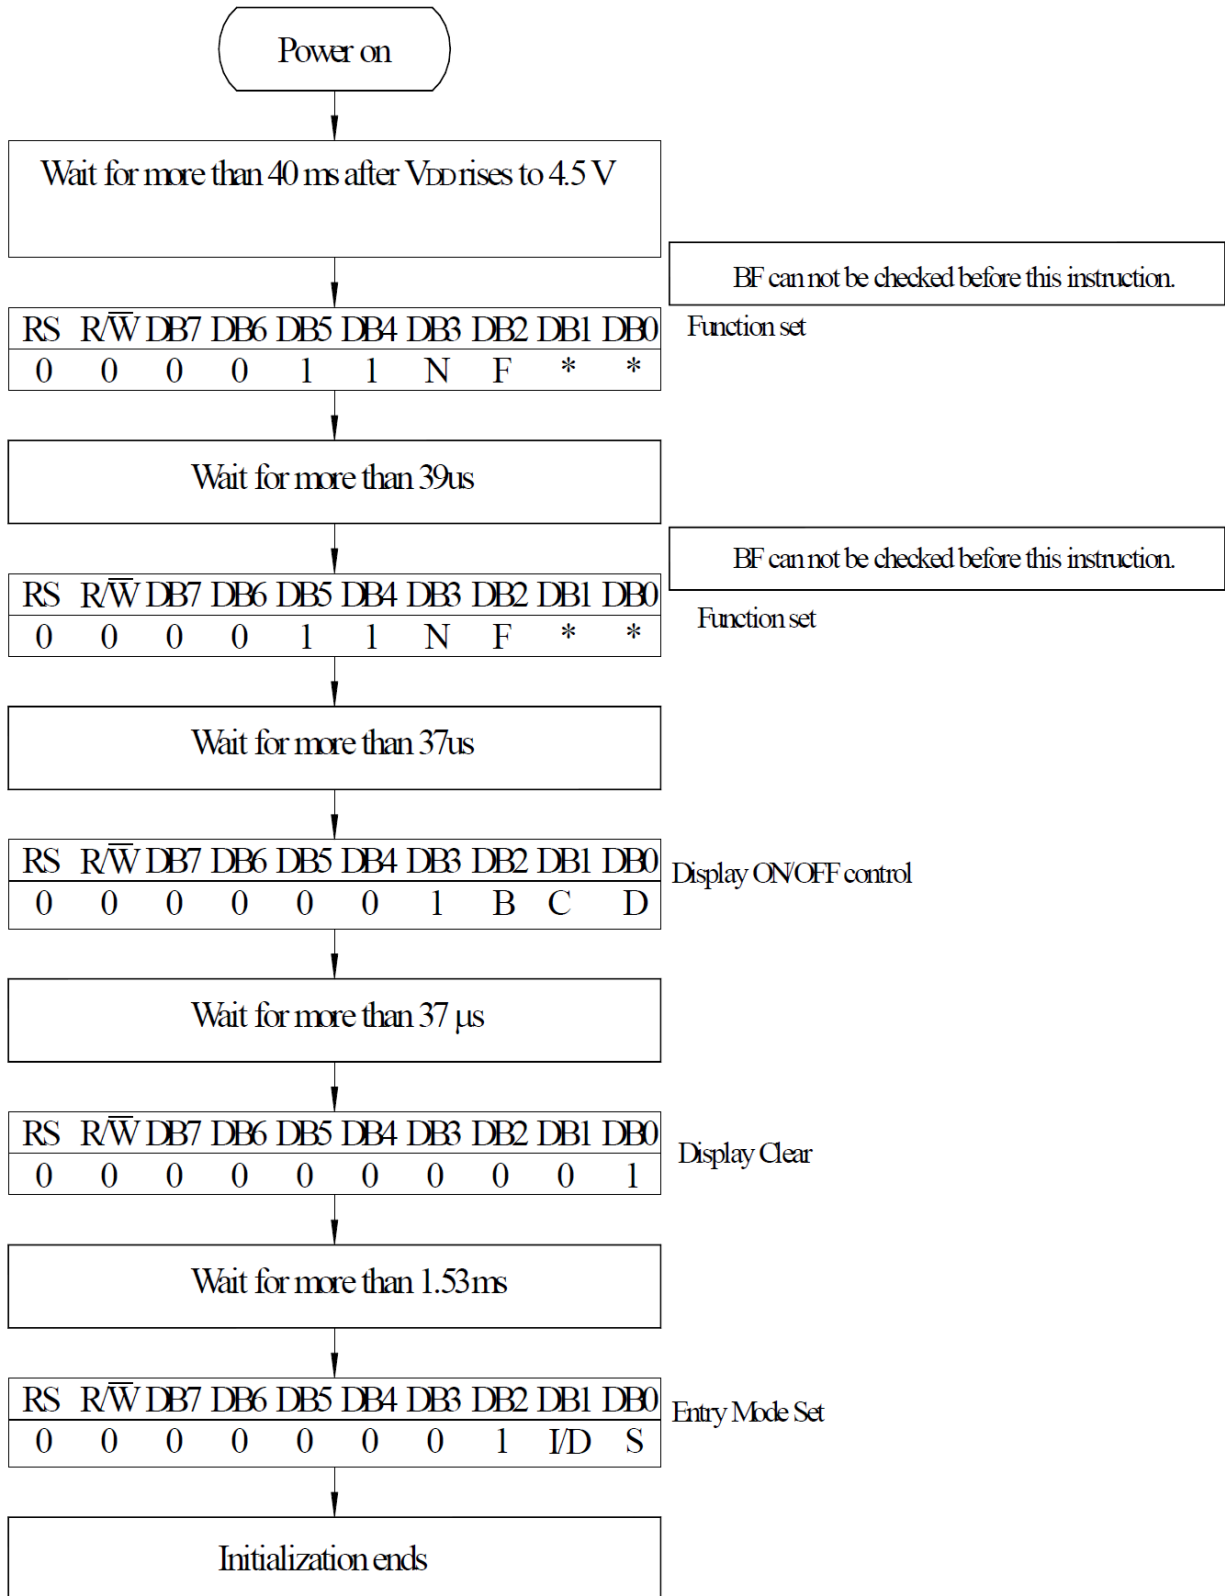 Power on
Wait for more than 40 ms after VDD rises to 4.5 V
BF can not be checked before this instruction.
RS R/W̅ DB7 DB6 DB5 DB4 DB3 DB2 DB1 DB0
Function set
0 0 0 0 1 1 N F * *
Wait for more than 39us
BF can not be checked before this instruction.
RS R/W̅ DB7 DB6 DB5 DB4 DB3 DB2 DB1 DB0
Function set
0 0 0 0 1 1 N F * *
Wait for more than 37us
RS R/W̅ DB7 DB6 DB5 DB4 DB3 DB2 DB1 DB0
Display ON/OFF control
0 0 0 0 0 0 1 B C D
Wait for more than 37 μs
RS R/W̅ DB7 DB6 DB5 DB4 DB3 DB2 DB1 DB0
Display Clear
0 0 0 0 0 0 0 0 0 1
Wait for more than 1.53ms
RS R/W̅ DB7 DB6 DB5 DB4 DB3 DB2 DB1 DB0
Entry Mode Set
0 0 0 0 0 0 0 1 I/D S
Initialization ends